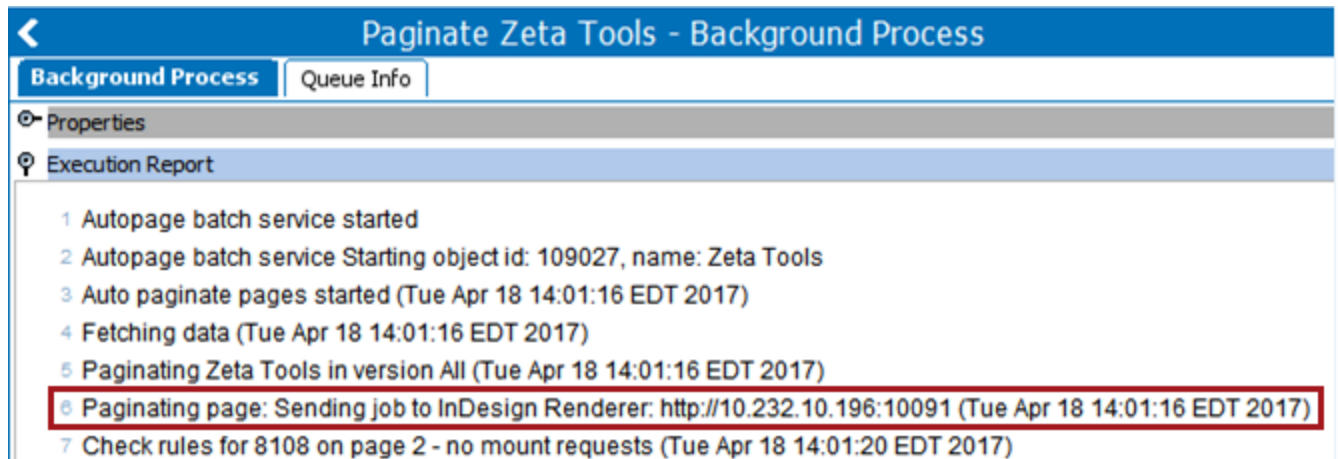 Paginate Zeta Tools - Background Process
Background Process Queue Info
Properties
Execution Report
1 Autopage batch service started
2 Autopage batch service Starting object id: 109027, name: Zeta Tools
3 Auto paginate pages started (Tue Apr 18 14:01:16 EDT 2017)
4 Fetching data (Tue Apr 18 14:01:16 EDT 2017)
5 Paginating Zeta Tools in version All (Tue Apr 18 14:01:16 EDT 2017)
6 Paginating page: Sending job to InDesign Renderer: http://10.232.10.196:10091 (Tue Apr 18 14:01:16 EDT 2017)
7 Check rules for 8108 on page 2 - no mount requests (Tue Apr 18 14:01:20 EDT 2017)